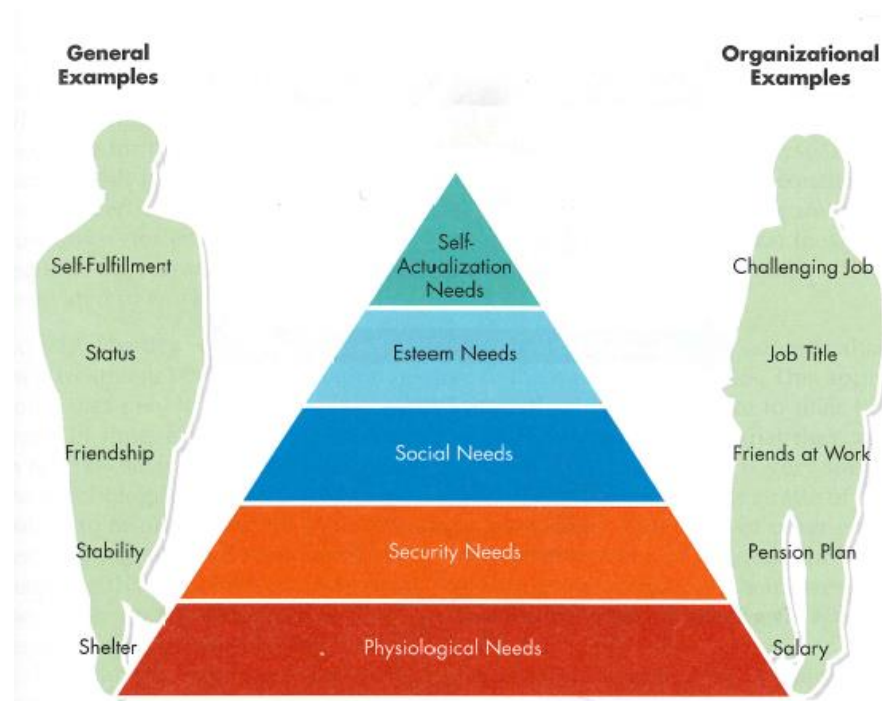 General
Examples
Organizational
Examples
Self-Fulfillment
Self-
Actualization
Needs
Challenging Job
Status
Esteem Needs
Job Title
Friendship
Social Needs
Friends at Work
Stability
Security Needs
Pension Plan
Shelter
Physiological Needs
Salary